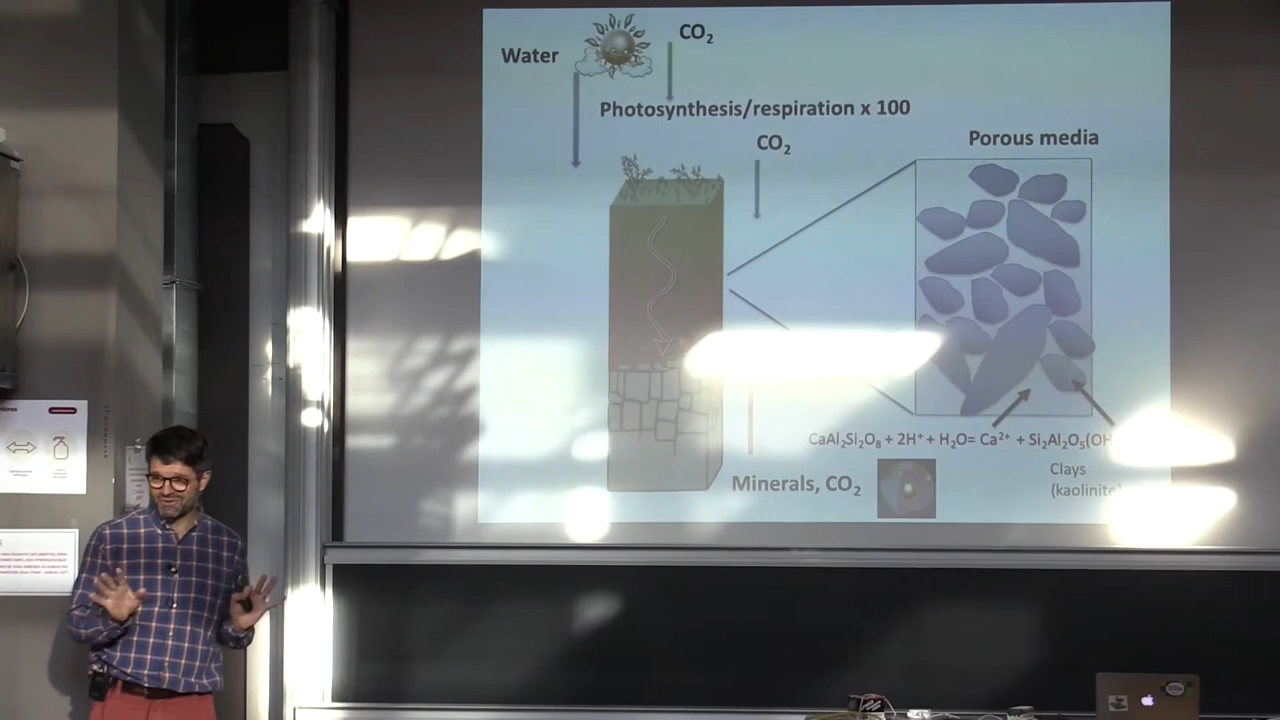 CO₂
Water
Photosynthesis/respiration x 100
CO₂
Porous media
CaAl₂Si₂O₈ + 2H⁺ + H₂O= Ca²⁺ + Si₂Al₂O₅(OH
Clays
(kaolinite)
Minerals, CO₂